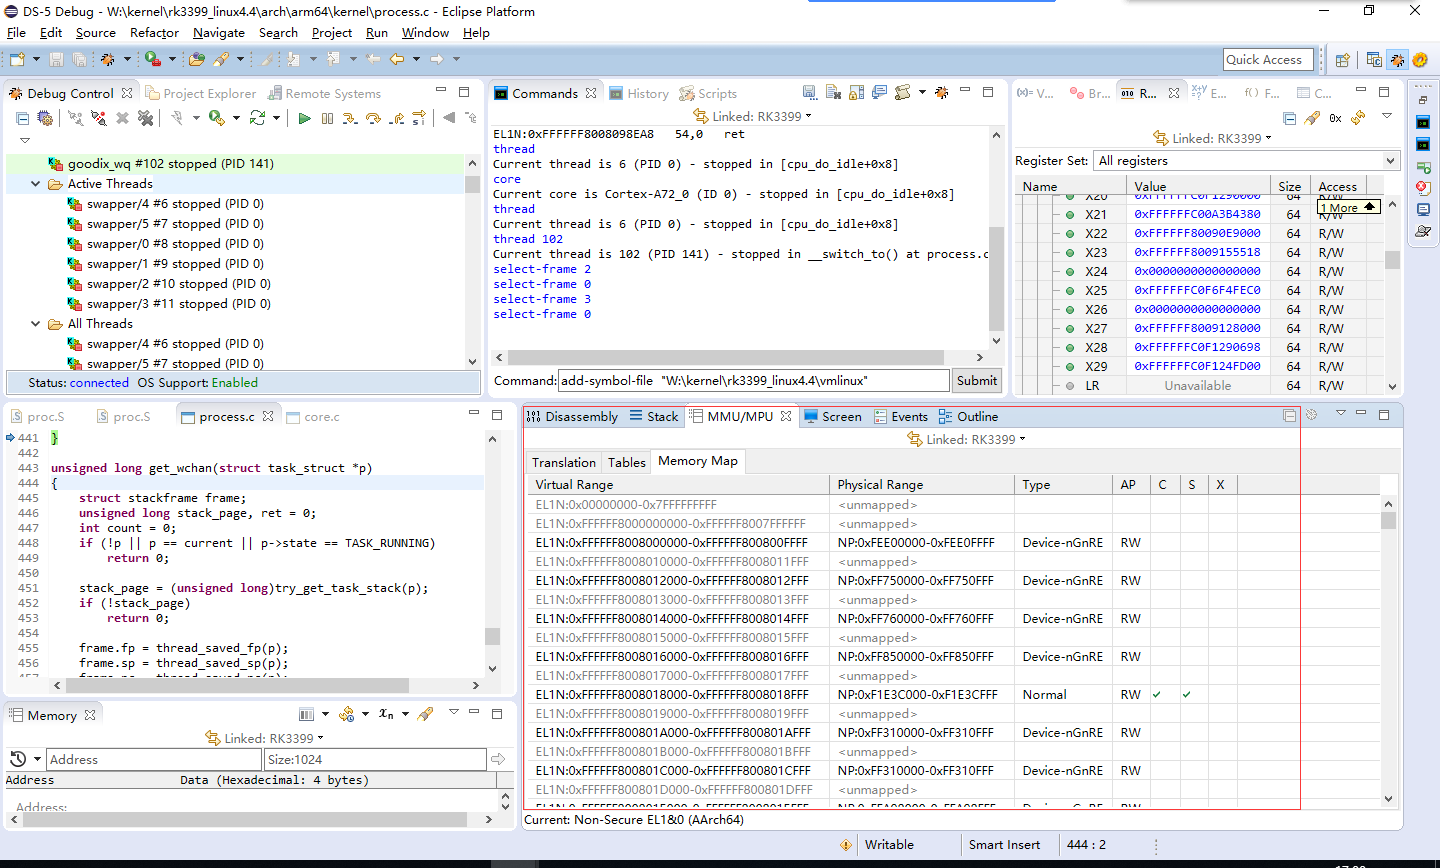 DS-5 Debug - W:\kernel\rk3399_linux4.4\arch\arm64\kernel\process.c - Eclipse Platform
File Edit Source Refactor Navigate Search Project Run Window Help
Quick Access
Debug Control Project Explorer Remote Systems
goodix_wq #102 stopped (PID 141)
Active Threads
swapper/4 #6 stopped (PID 0)
swapper/5 #7 stopped (PID 0)
swapper/0 #8 stopped (PID 0)
swapper/1 #9 stopped (PID 0)
swapper/2 #10 stopped (PID 0)
swapper/3 #11 stopped (PID 0)
All Threads
swapper/4 #6 stopped (PID 0)
swapper/5 #7 stopped (PID 0)
Status: connected OS Support: Enabled
Commands History Scripts
Linked: RK3399
EL1N:0xFFFFFF8008098EA8 54,0 ret
thread
Current thread is 6 (PID 0) - stopped in [cpu_do_idle+0x8]
core
Current core is Cortex-A72_0 (ID 0) - stopped in [cpu_do_idle+0x8]
thread
Current thread is 6 (PID 0) - stopped in [cpu_do_idle+0x8]
thread 102
Current thread is 102 (PID 141) - stopped in __switch_to() at process.c
select-frame 2
select-frame 0
select-frame 3
select-frame 0
Command: add-symbol-file "W:\kernel\rk3399_linux4.4\vmlinux" Submit
(x)= V... Br... 010 R... E... f() F... C...
0x
Linked: RK3399
Register Set: All registers
Name Value Size Access
X20 0xFFFFFFC0F1290000 64 R/W
1 More
X21 0xFFFFFFC00A3B4380 64 R/W
X22 0xFFFFFF80090E9000 64 R/W
X23 0xFFFFFF8009155518 64 R/W
X24 0x0000000000000000 64 R/W
X25 0xFFFFFFC0F6F4FEC0 64 R/W
X26 0x0000000000000000 64 R/W
X27 0xFFFFFF8009128000 64 R/W
X28 0xFFFFFFC0F1290698 64 R/W
X29 0xFFFFFFC0F124FD00 64 R/W
LR Unavailable 64 R/W
proc.S proc.S process.c core.c
441 }
442
443 unsigned long get_wchan(struct task_struct *p)
444 {
445 struct stackframe frame;
446 unsigned long stack_page, ret = 0;
447 int count = 0;
448 if (!p || p == current || p->state == TASK_RUNNING)
449 return 0;
450
451 stack_page = (unsigned long)try_get_task_stack(p);
452 if (!stack_page)
453 return 0;
454
455 frame.fp = thread_saved_fp(p);
456 frame.sp = thread_saved_sp(p);
457 frame.pc = thread_saved_pc(p);
Memory
Linked: RK3399
Address Size:1024
Address Data (Hexadecimal: 4 bytes)
Address:
Disassembly Stack MMU/MPU Screen Events Outline
Linked: RK3399
Translation Tables Memory Map
Virtual Range Physical Range Type AP C S X
EL1N:0x00000000-0x7FFFFFFFFF <unmapped>
EL1N:0xFFFFFF8000000000-0xFFFFFF8007FFFFFF <unmapped>
EL1N:0xFFFFFF8008000000-0xFFFFFF800800FFFF NP:0xFEE00000-0xFEE0FFFF Device-nGnRE RW
EL1N:0xFFFFFF8008010000-0xFFFFFF8008011FFF <unmapped>
EL1N:0xFFFFFF8008012000-0xFFFFFF8008012FFF NP:0xFF750000-0xFF750FFF Device-nGnRE RW
EL1N:0xFFFFFF8008013000-0xFFFFFF8008013FFF <unmapped>
EL1N:0xFFFFFF8008014000-0xFFFFFF8008014FFF NP:0xFF760000-0xFF760FFF Device-nGnRE RW
EL1N:0xFFFFFF8008015000-0xFFFFFF8008015FFF <unmapped>
EL1N:0xFFFFFF8008016000-0xFFFFFF8008016FFF NP:0xFF850000-0xFF850FFF Device-nGnRE RW
EL1N:0xFFFFFF8008017000-0xFFFFFF8008017FFF <unmapped>
EL1N:0xFFFFFF8008018000-0xFFFFFF8008018FFF NP:0xF1E3C000-0xF1E3CFFF Normal RW ✓ ✓
EL1N:0xFFFFFF8008019000-0xFFFFFF8008019FFF <unmapped>
EL1N:0xFFFFFF800801A000-0xFFFFFF800801AFFF NP:0xFF310000-0xFF310FFF Device-nGnRE RW
EL1N:0xFFFFFF800801B000-0xFFFFFF800801BFFF <unmapped>
EL1N:0xFFFFFF800801C000-0xFFFFFF800801CFFF NP:0xFF310000-0xFF310FFF Device-nGnRE RW
EL1N:0xFFFFFF800801D000-0xFFFFFF800801DFFF <unmapped>
Device-nGnRE RW
Current: Non-Secure EL1&0 (AArch64)
Writable Smart Insert 444 : 2